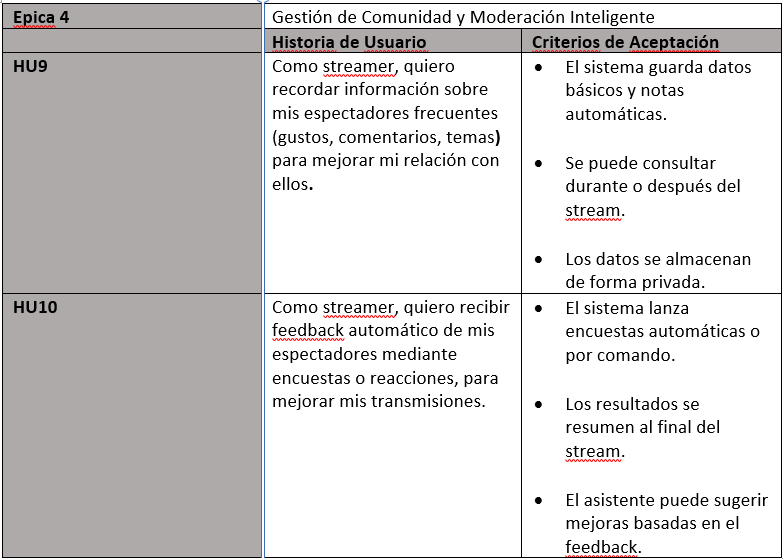 Epica 4
Gestión de Comunidad y Moderación Inteligente
Historia de Usuario
Criterios de Aceptación
HU9
Como streamer, quiero
recordar información sobre
mis espectadores frecuentes
(gustos, comentarios, temas)
para mejorar mi relación con
ellos.
• El sistema guarda datos
básicos y notas
automáticas.
• Se puede consultar
durante o después del
stream.
• Los datos se almacenan
de forma privada.
HU10
Como streamer, quiero recibir
feedback automático de mis
espectadores mediante
encuestas o reacciones, para
mejorar mis transmisiones.
• El sistema lanza
encuestas automáticas o
por comando.
• Los resultados se
resumen al final del
stream.
• El asistente puede sugerir
mejoras basadas en el
feedback.